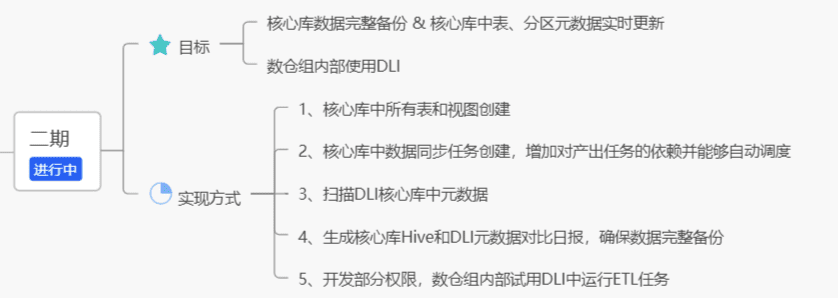 二期
进行中
目标
核心库数据完整备份 & 核心库中表、分区元数据实时更新
数仓组内部使用DLI
实现方式
1、核心库中所有表和视图创建
2、核心库中数据同步任务创建，增加对产出任务的依赖并能够自动调度
3、扫描DLI核心库中元数据
4、生成核心库Hive和DLI元数据对比日报，确保数据完整备份
5、开发部分权限，数仓组内部试用DLI中运行ETL任务